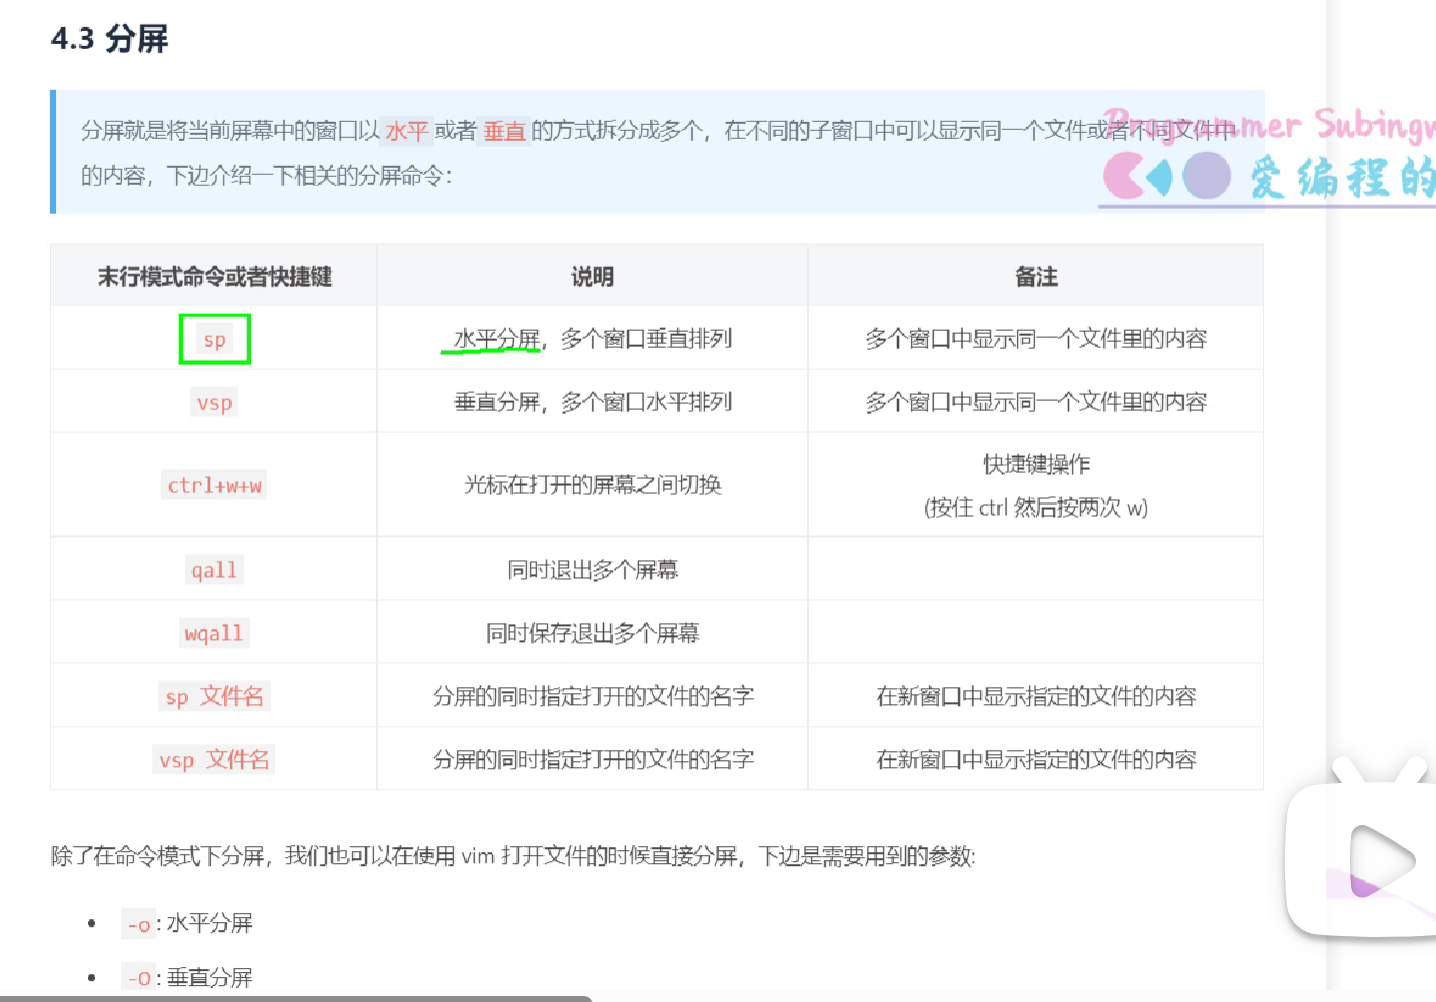 4.3 分屏
分屏就是将当前屏幕中的窗口以 水平 或者 垂直 的方式拆分成多个，在不同的子窗口中可以显示同一个文件或者不同文件中
的内容，下边介绍一下相关的分屏命令：
Programmer Subingw
爱编程的
末行模式命令或者快捷键 说明 备注
sp 水平分屏，多个窗口垂直排列 多个窗口中显示同一个文件里的内容
vsp 垂直分屏，多个窗口水平排列 多个窗口中显示同一个文件里的内容
ctrl+w+w 光标在打开的屏幕之间切换 快捷键操作
(按住 ctrl 然后按两次 w)
qall 同时退出多个屏幕
wqall 同时保存退出多个屏幕
sp 文件名 分屏的同时指定打开的文件的名字 在新窗口中显示指定的文件的内容
vsp 文件名 分屏的同时指定打开的文件的名字 在新窗口中显示指定的文件的内容
除了在命令模式下分屏，我们也可以在使用 vim 打开文件的时候直接分屏，下边是需要用到的参数:
• -o: 水平分屏
• -O: 垂直分屏